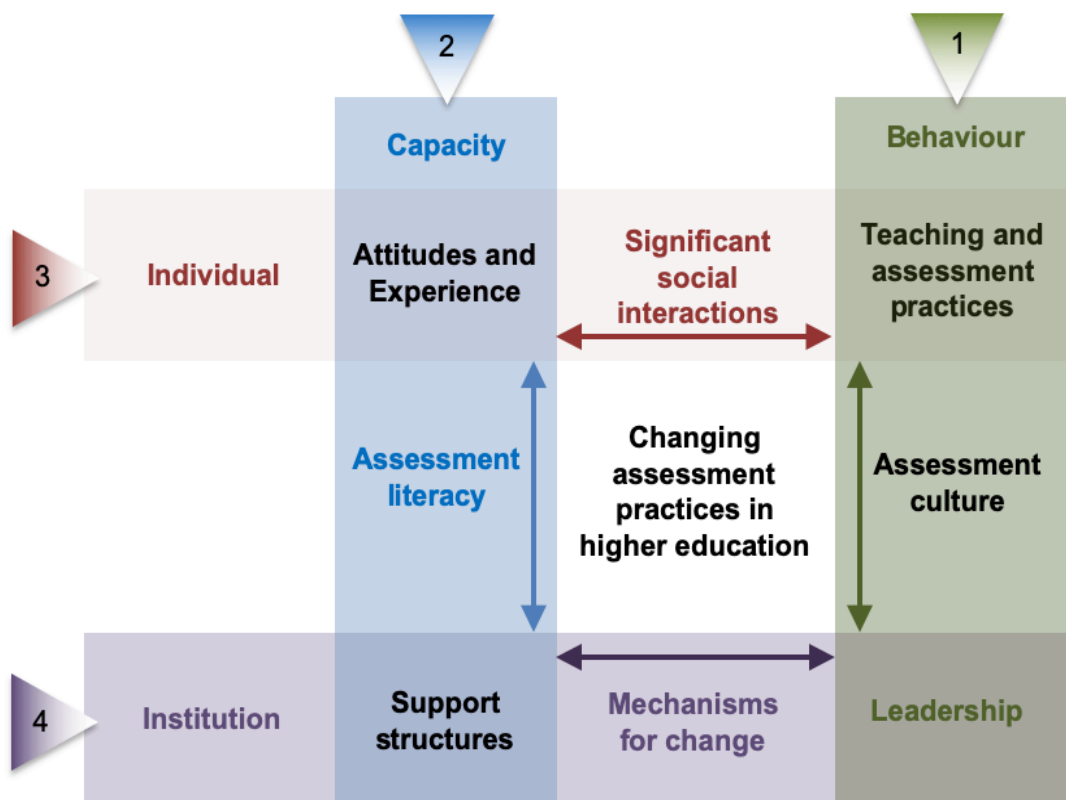 2
1
Capacity
Behaviour
3
Individual
Attitudes and
Experience
Significant
social
interactions
Teaching and
assessment
practices
Assessment
literacy
Changing
assessment
practices in
higher education
Assessment
culture
4
Institution
Support
structures
Mechanisms
for change
Leadership